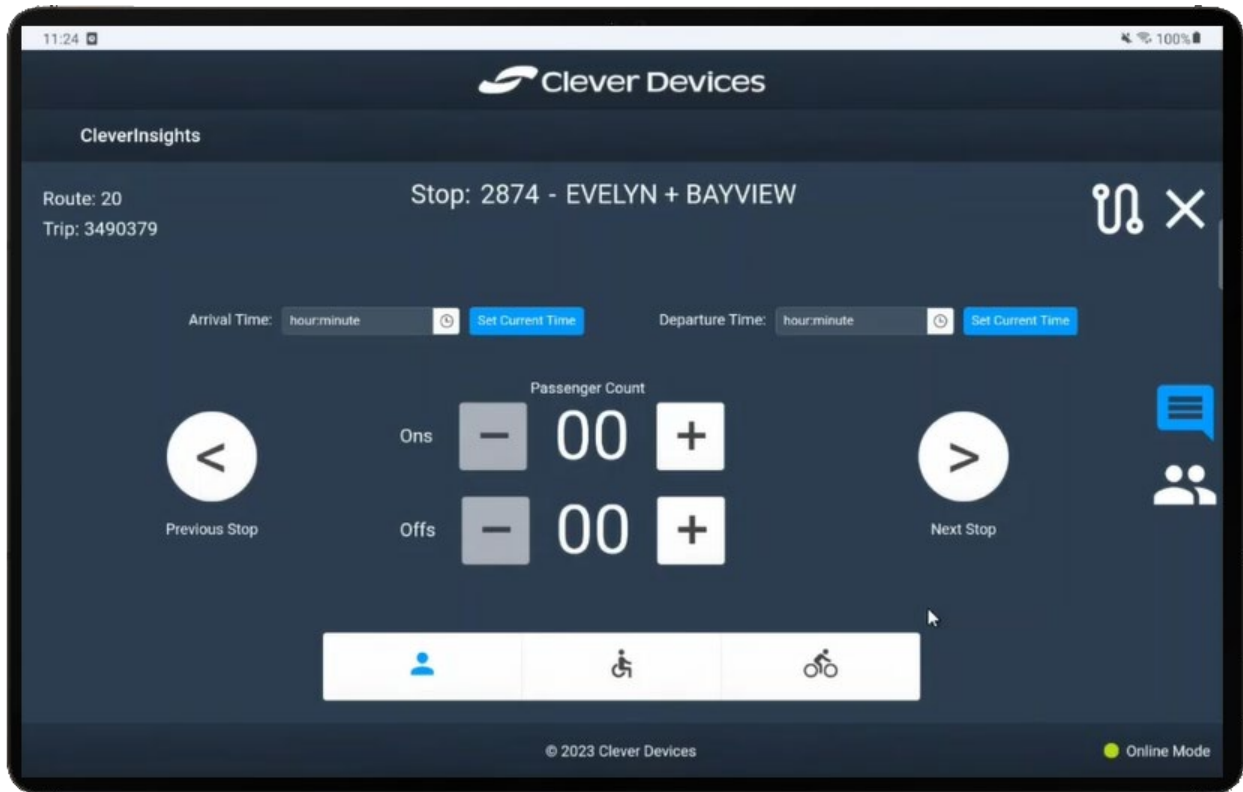 11:24 100%
Clever Devices
CleverInsights
Route: 20
Stop: 2874 - EVELYN + BAYVIEW
Trip: 3490379
Arrival Time: hour:minute Set Current Time Departure Time: hour:minute Set Current Time
Passenger Count
< Ons − 00 + >
Previous Stop Offs − 00 + Next Stop
© 2023 Clever Devices Online Mode